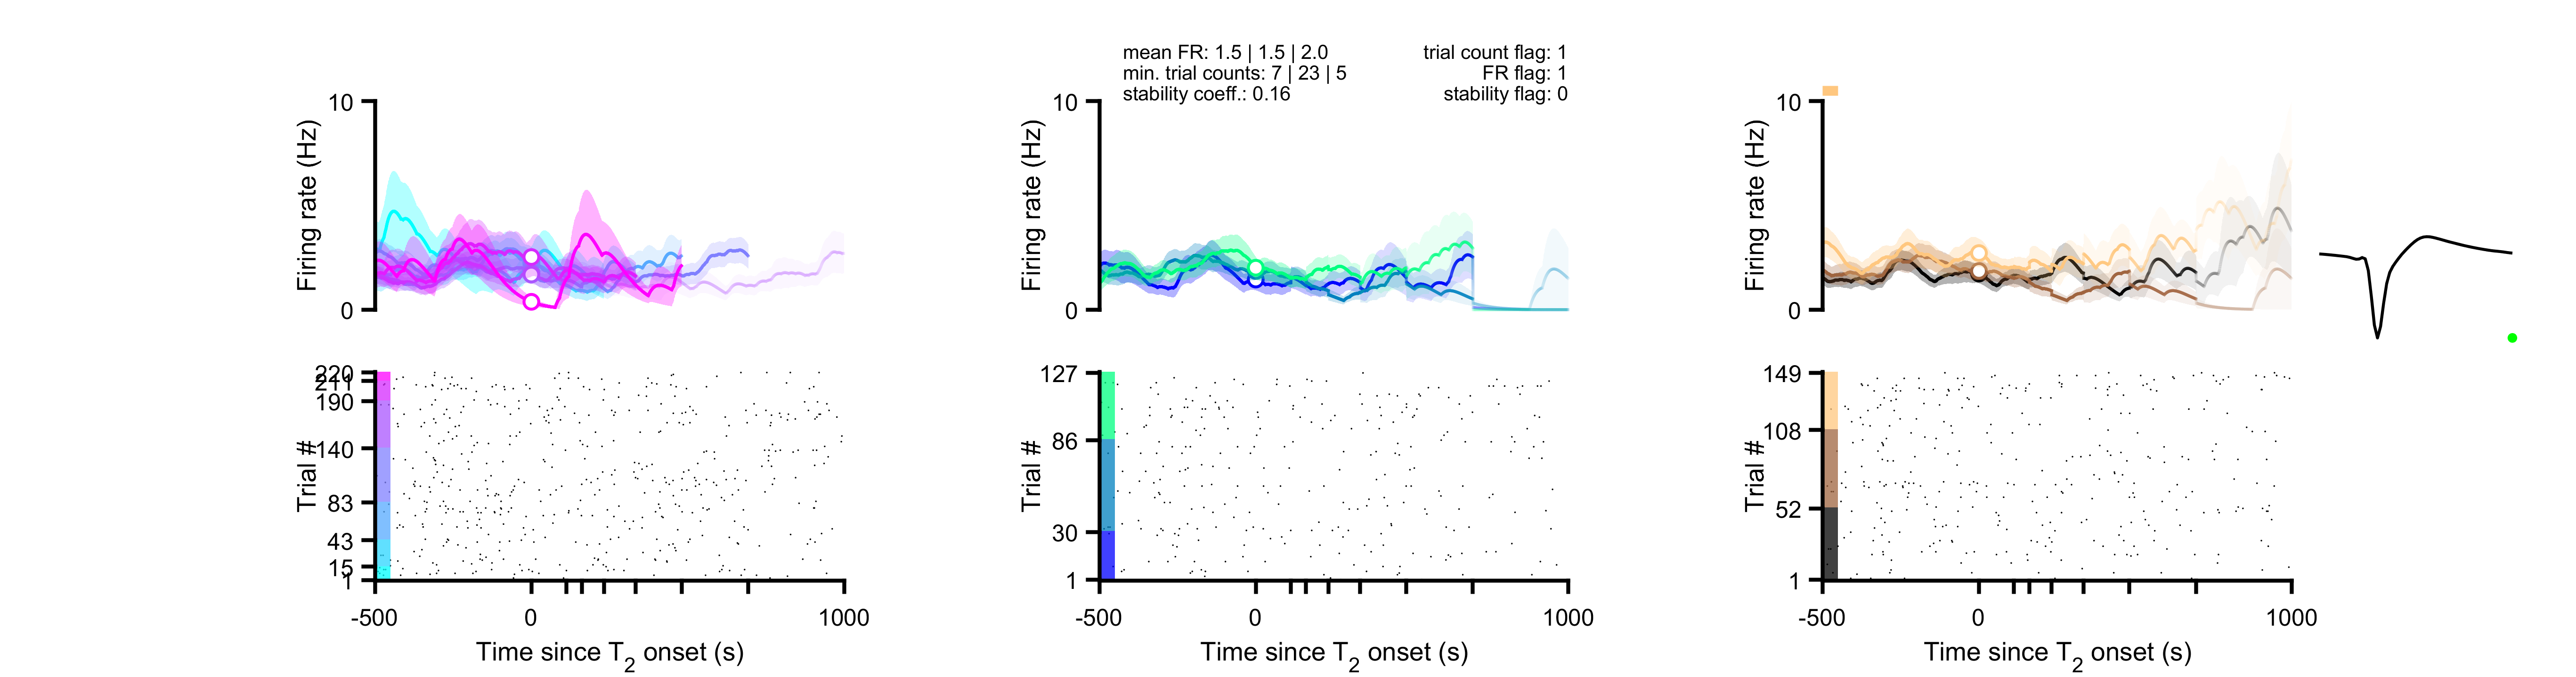 mean FR: 1.5 | 1.5 | 2.0
min. trial counts: 7 | 23 | 5
stability coeff.: 0.16
trial count flag: 1
FR flag: 1
stability flag: 0
10
Firing rate (Hz)
0
10
Firing rate (Hz)
0
10
Firing rate (Hz)
0
220
211
190
140
83
43
15
1
Trial #
-500
0
1000
Time since T2 onset (s)
127
86
30
1
Trial #
-500
0
1000
Time since T2 onset (s)
149
108
52
1
Trial #
-500
0
1000
Time since T2 onset (s)